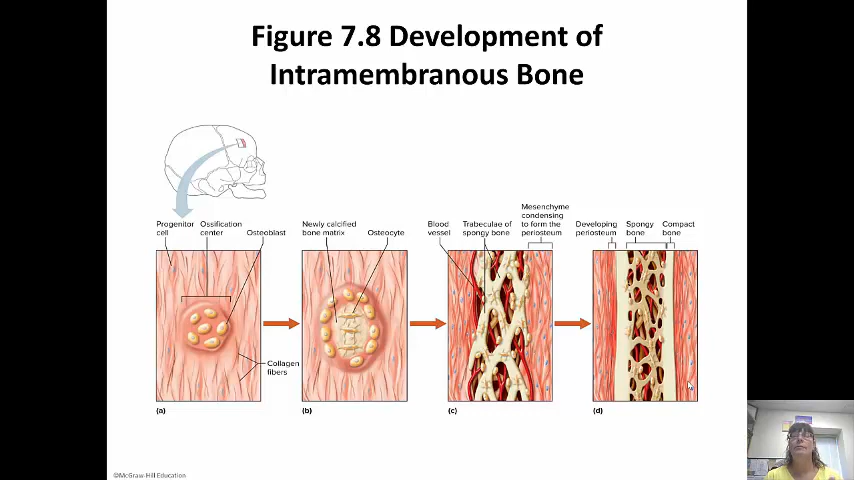 Figure 7.8 Development of
Intramembranous Bone
Progenitor
cell
Ossification
center
Osteoblast
Collagen
fibers
(a)
Newly calcified
bone matrix
Osteocyte
(b)
Blood
vessel
Trabeculae of
spongy bone
Mesenchyme
condensing
to form the
periosteum
(c)
Developing
periosteum
Spongy
bone
Compact
bone
(d)
©McGraw-Hill Education